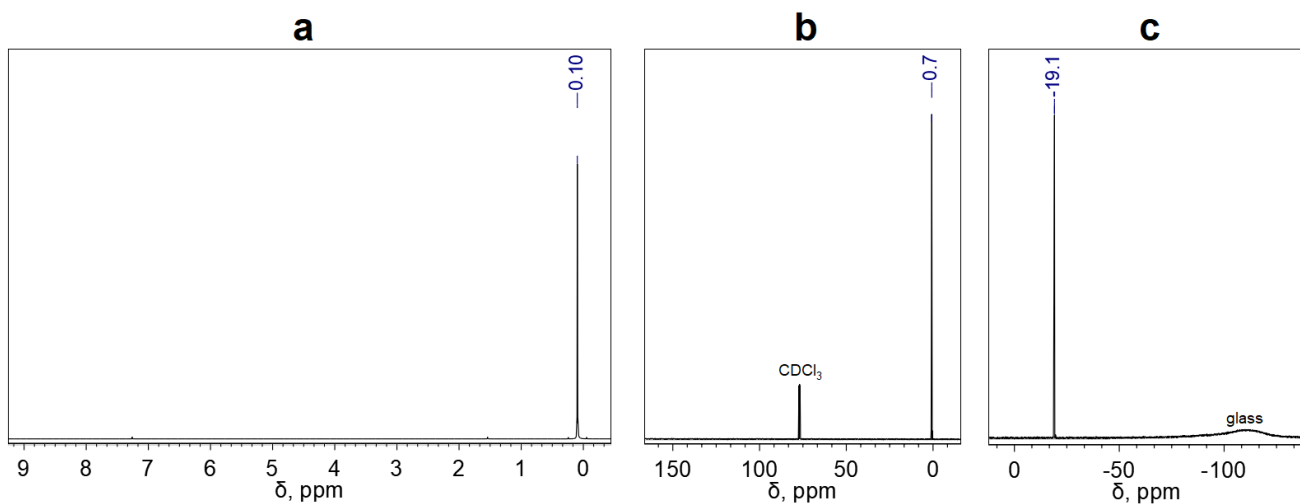 a
b
c
0.10
0.7
-19.1
CDCl₃
glass
9 8 7 6 5 4 3 2 1 0
150 100 50 0
0 -50 -100
δ, ppm
δ, ppm
δ, ppm